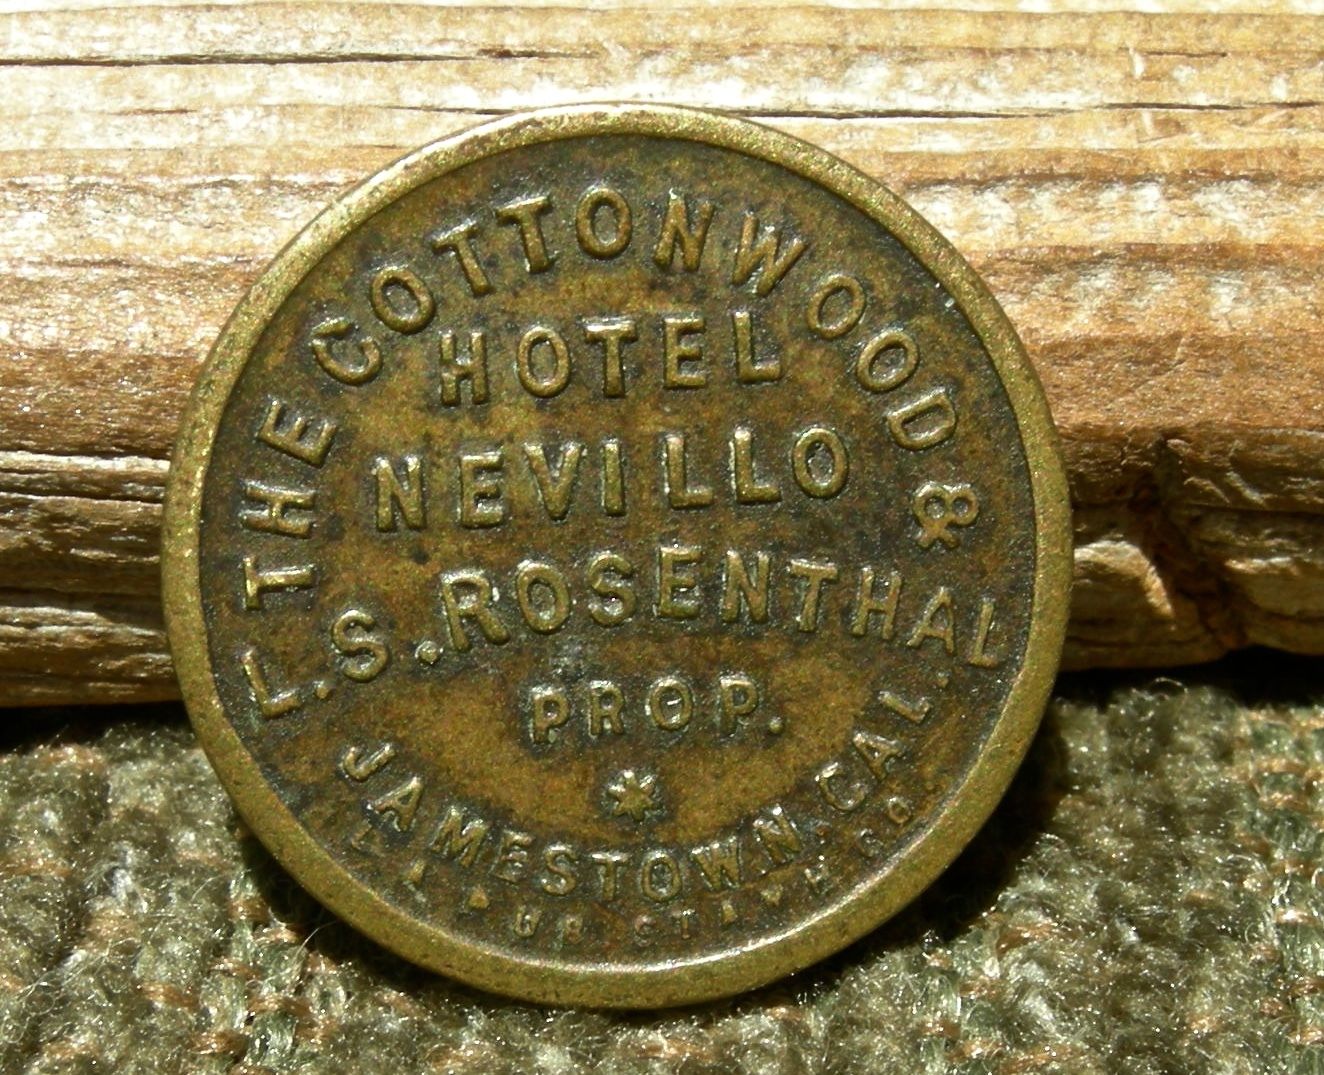 THE COTTONWOOD &
HOTEL
NEVILLO
L.S. ROSENTHAL
PROP.
JAMESTOWN, CAL.